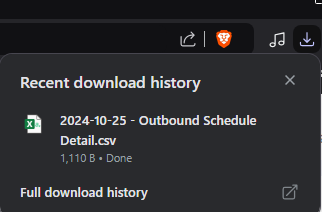 Recent download history
2024-10-25 - Outbound Schedule
Detail.csv
1,110 B • Done
Full download history